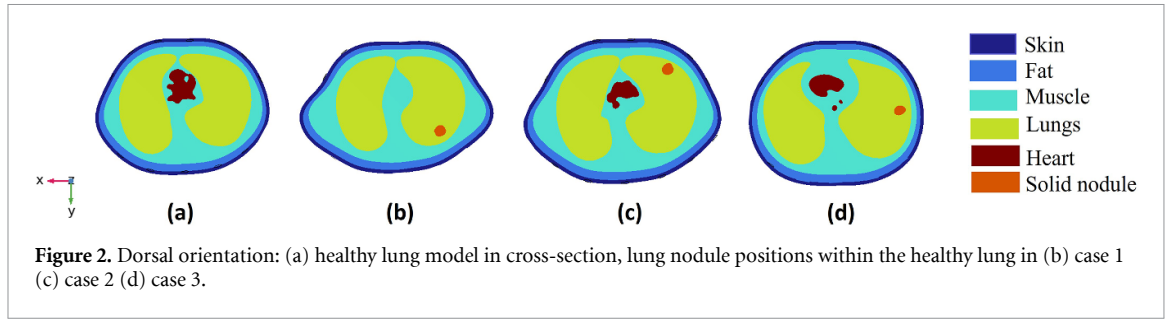 Skin
Fat
Muscle
Lungs
Heart
Solid nodule
x
z
y
(a)
(b)
(c)
(d)
Figure 2. Dorsal orientation: (a) healthy lung model in cross-section, lung nodule positions within the healthy lung in (b) case 1
(c) case 2 (d) case 3.